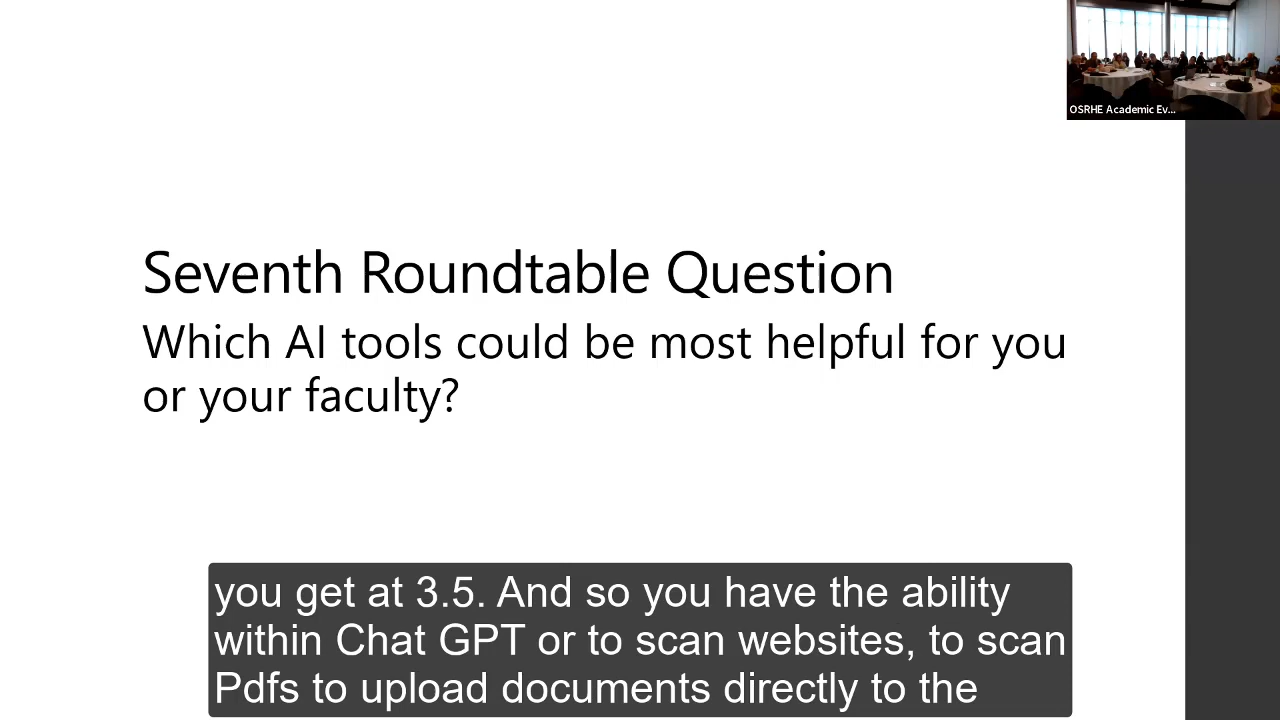 OSRHE Academic Ev...
Seventh Roundtable Question
Which AI tools could be most helpful for you
or your faculty?
you get at 3.5. And so you have the ability
within Chat GPT or to scan websites, to scan
Pdfs to upload documents directly to the